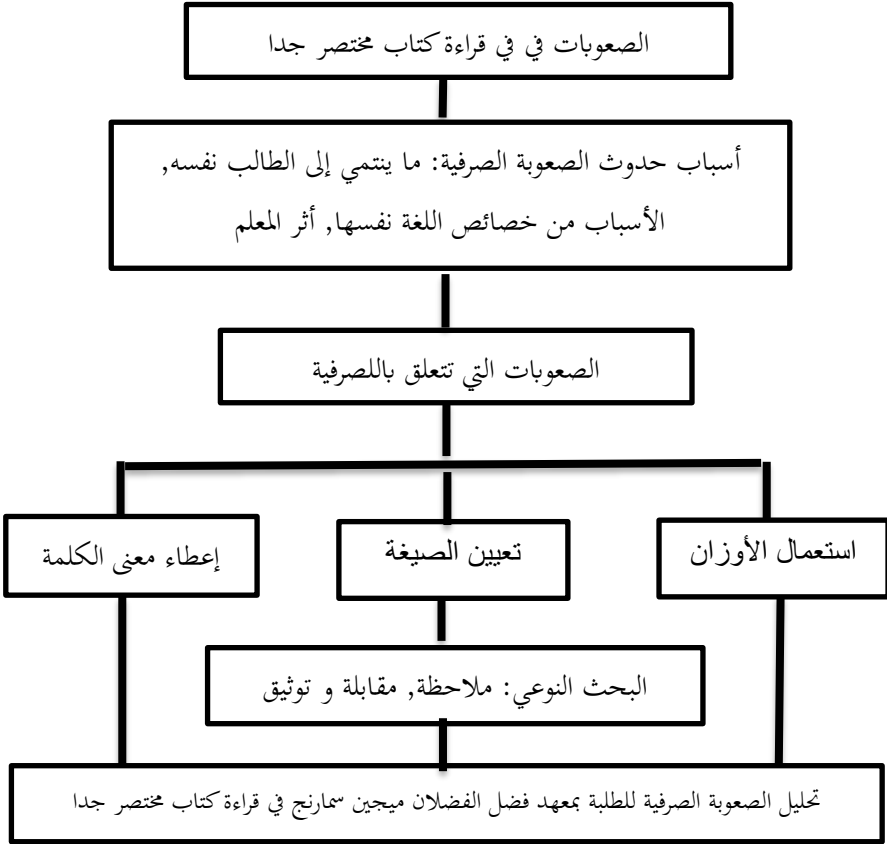 الصعوبات في في قراءة كتاب مختصر جدا
أسباب حدوث الصعوبة الصرفية: ما ينتمي إلى الطالب نفسه,
الأسباب من خصائص اللغة نفسها, أثر المعلم
الصعوبات التي تتعلق باللصرفية
استعمال الأوزان
تعيين الصيغة
إعطاء معنى الكلمة
البحث النوعي: ملاحظة, مقابلة و توثيق
تحليل الصعوبة الصرفية للطلبة بمعهد فضل الفضلان ميجين سمارنج في قراءة كتاب مختصر جدا